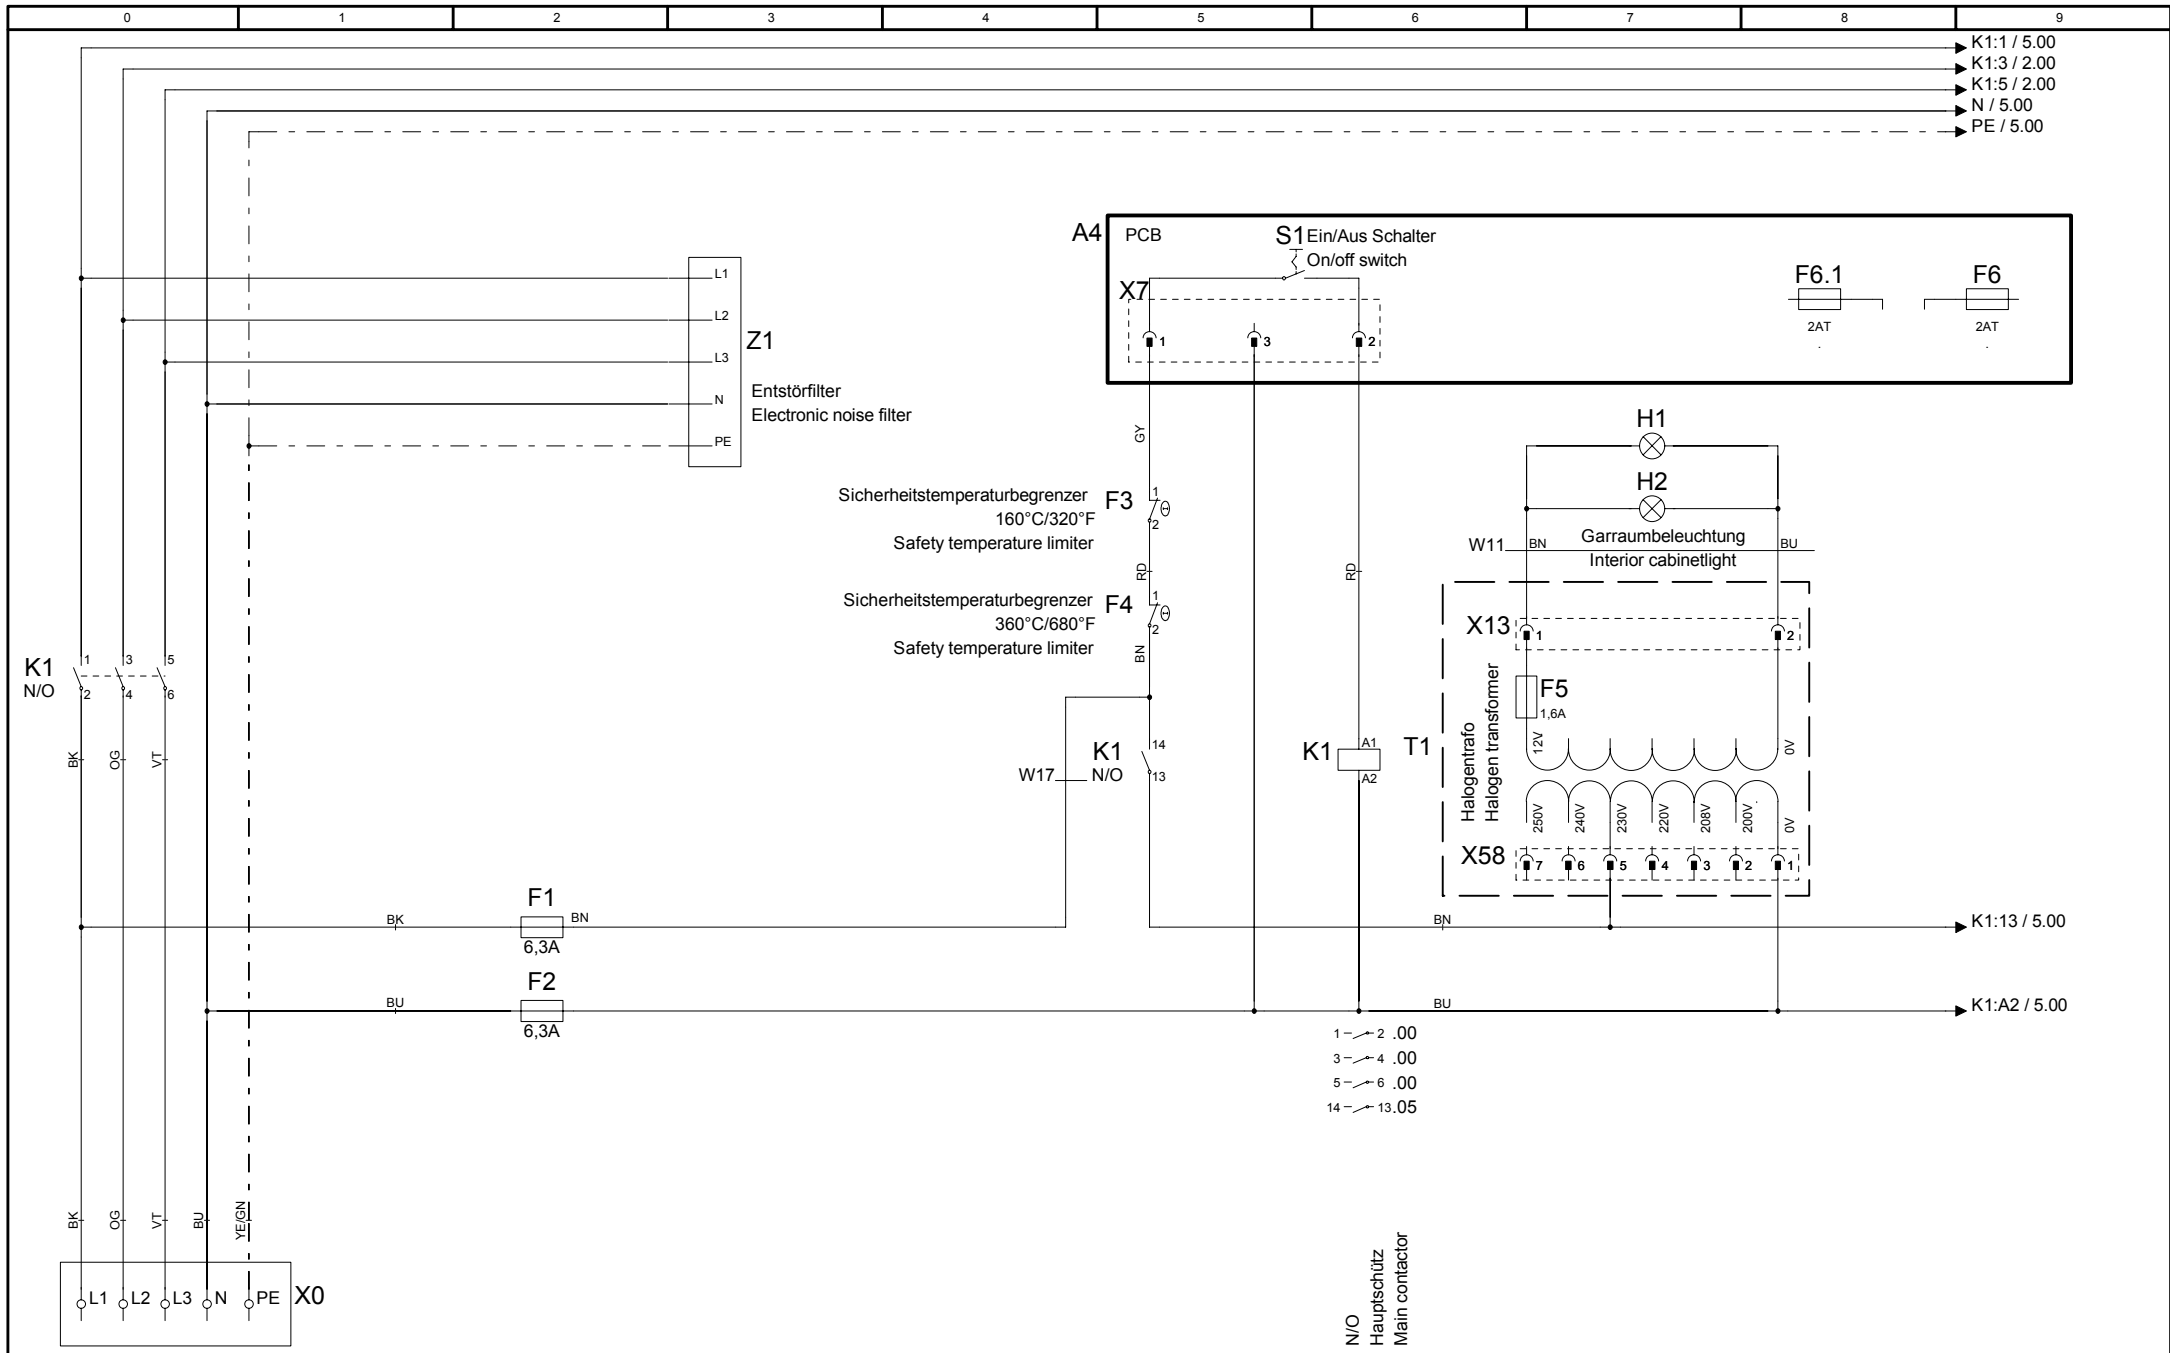 0 1 2 3 4 5 6 7 8 9
K1:1 / 5.00
K1:3 / 2.00
K1:5 / 2.00
N / 5.00
PE / 5.00
A4 PCB
S1 Ein/Aus Schalter
On/off switch
X7
1 3 2
F6.1
2AT
F6
2AT
L1
L2
L3
N
PE
Z1
Entstörfilter
Electronic noise filter
GY
Sicherheitstemperaturbegrenzer
160°C/320°F
Safety temperature limiter
F3
1
2
RD
RD
Sicherheitstemperaturbegrenzer
360°C/680°F
Safety temperature limiter
F4
1
2
BN
H1
H2
W11 BN
Garraumbeleuchtung
Interior cabinetlight
BU
X13 1 2
F5
1,6A
Halogentrafo
Halogen transformer
T1
12V 0V
250V 240V 230V 220V 208V 200V 0V
X58 7 6 5 4 3 2 1
K1
N/O
1 3 5
2 4 6
BK OG VT
W17
K1
N/O
14
13
K1
A1
A2
BK
F1
6,3A
BN
BN
K1:13 / 5.00
BU
F2
6,3A
BU
K1:A2 / 5.00
1 2 .00
3 4 .00
5 6 .00
14 13 .05
BK OG VT BU YE/GN
L1 L2 L3 N PE X0
N/O
Hauptschütz
Main contactor